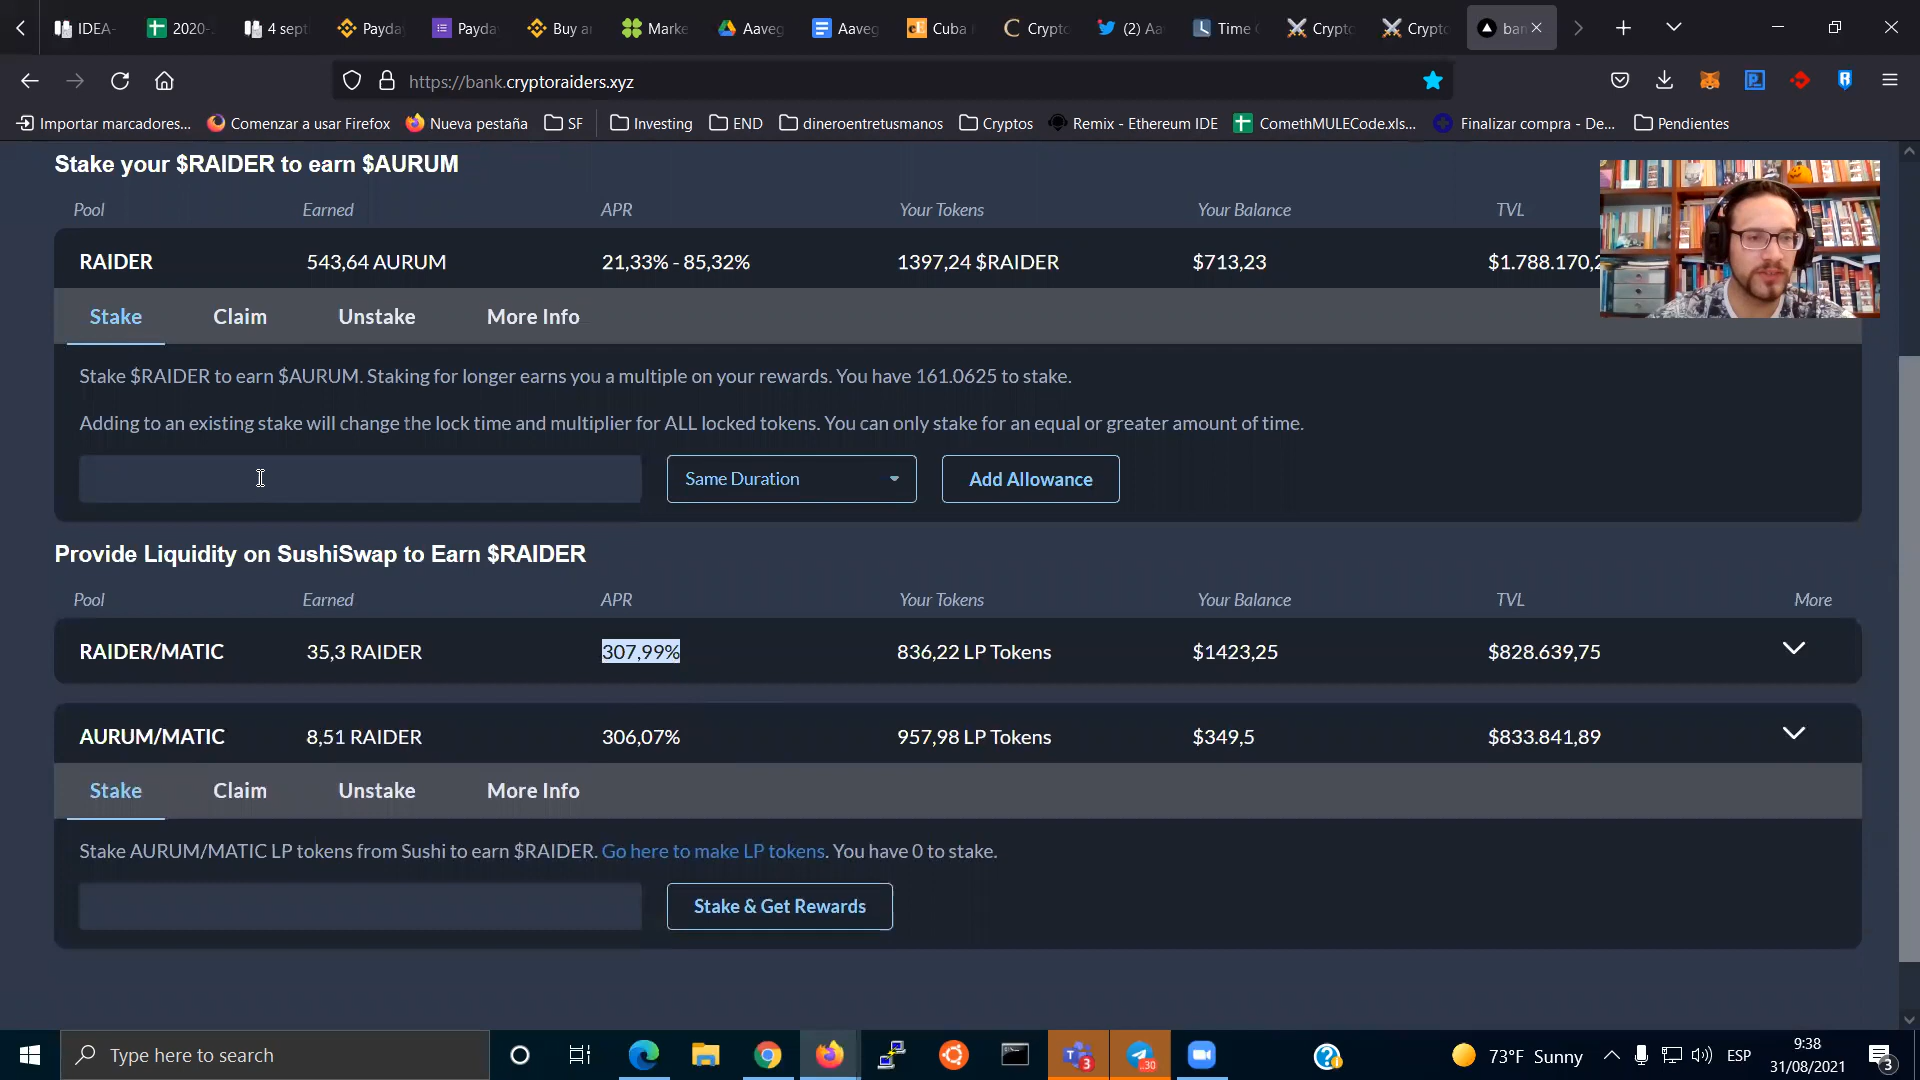 IDEA-
2020-
4 sept
Payda
Payda
Buy an
Marke
Aaveg
Aaveg
Cuba
Crypto
(2) Aa
Time
Crypto
Crypto
ban
https://bank.cryptoraiders.xyz
Importar marcadores...
Comenzar a usar Firefox
Nueva pestaña
SF
Investing
END
dineroentretusmanos
Cryptos
Remix - Ethereum IDE
ComethMULECode.xls...
Finalizar compra - De...
Pendientes
Stake your $RAIDER to earn $AURUM
Pool Earned APR Your Tokens Your Balance TVL
RAIDER 543,64 AURUM 21,33% - 85,32% 1397,24 $RAIDER $713,23 $1.788.170,2
Stake Claim Unstake More Info
Stake $RAIDER to earn $AURUM. Staking for longer earns you a multiple on your rewards. You have 161.0625 to stake.
Adding to an existing stake will change the lock time and multiplier for ALL locked tokens. You can only stake for an equal or greater amount of time.
Same Duration
Add Allowance
Provide Liquidity on SushiSwap to Earn $RAIDER
Pool Earned APR Your Tokens Your Balance TVL More
RAIDER/MATIC 35,3 RAIDER 307,99% 836,22 LP Tokens $1423,25 $828.639,75
AURUM/MATIC 8,51 RAIDER 306,07% 957,98 LP Tokens $349,5 $833.841,89
Stake Claim Unstake More Info
Stake AURUM/MATIC LP tokens from Sushi to earn $RAIDER. Go here to make LP tokens. You have 0 to stake.
Stake & Get Rewards
Type here to search
3
.30
73°F Sunny
ESP
9:38
31/08/2021
3